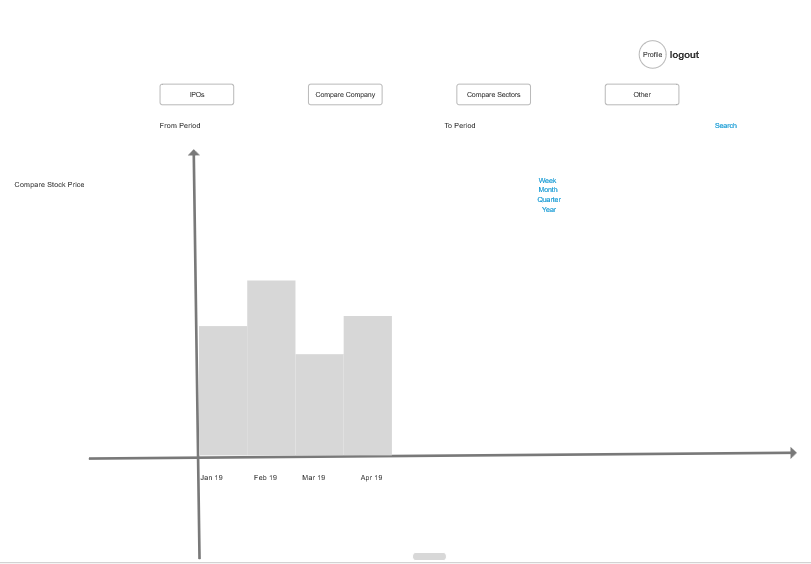 Profile logout
IPOs Compare Company Compare Sectors Other
From Period To Period Search
Compare Stock Price
Week
Month
Quarter
Year
Jan 19 Feb 19 Mar 19 Apr 19